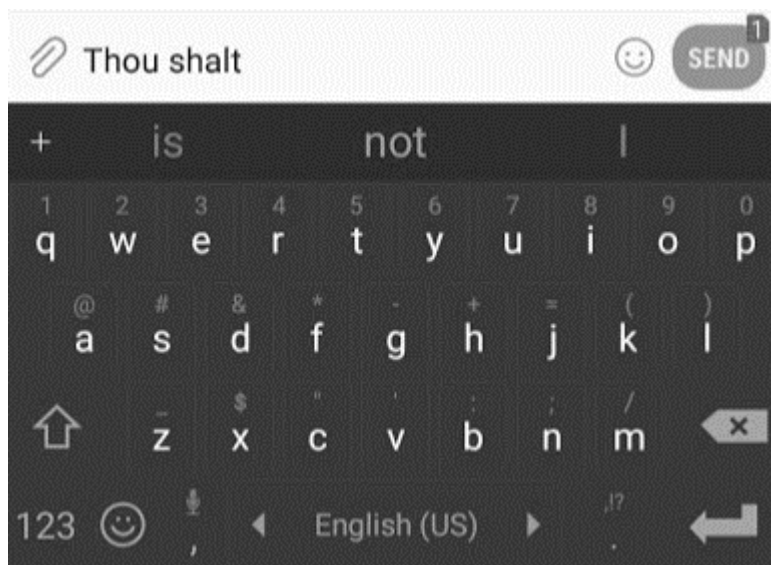 1
Thou shalt SEND
+ is not I
1 2 3 4 5 6 7 8 9 0
q w e r t y u i o p
@ # & * - + = ( )
a s d f g h j k l
_ $ " ' : ; /
z x c v b n m
123 English (US) ,!?
, .